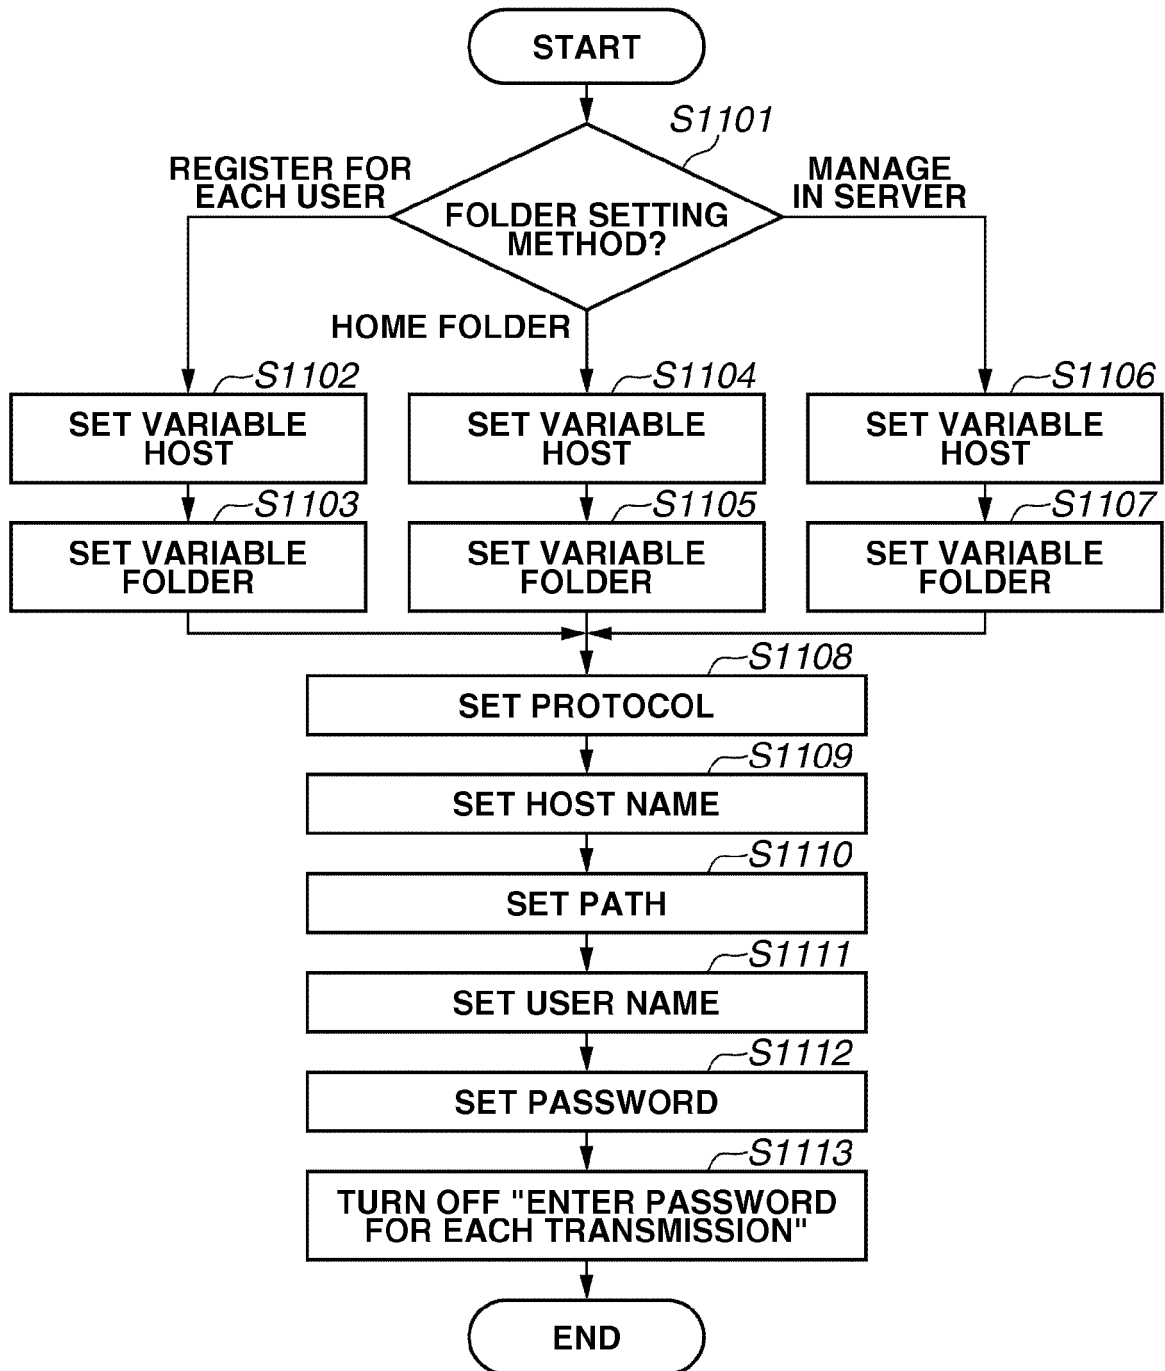 START
S1101
REGISTER FOR
EACH USER
MANAGE
IN SERVER
FOLDER SETTING
METHOD?
HOME FOLDER
S1102
S1104
S1106
SET VARIABLE
HOST
SET VARIABLE
HOST
SET VARIABLE
HOST
S1103
S1105
S1107
SET VARIABLE
FOLDER
SET VARIABLE
FOLDER
SET VARIABLE
FOLDER
S1108
SET PROTOCOL
S1109
SET HOST NAME
S1110
SET PATH
S1111
SET USER NAME
S1112
SET PASSWORD
S1113
TURN OFF "ENTER PASSWORD
FOR EACH TRANSMISSION"
END